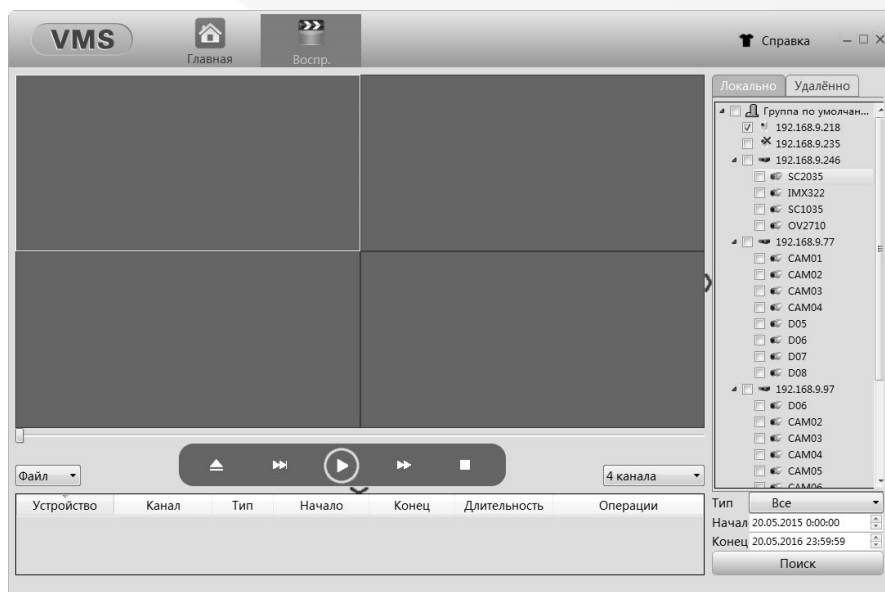 VMS
Главная
Воспр.
Справка
Локально
Удалённо
Группа по умолчан...
192.168.9.218
192.168.9.235
192.168.9.246
SC2035
IMX322
SC1035
OV2710
192.168.9.77
CAM01
CAM02
CAM03
CAM04
D05
D06
D07
D08
192.168.9.97
D06
CAM02
CAM03
CAM04
CAM05
CAM06
Файл
4 канала
Устройство Канал Тип Начало Конец Длительность Операции
Тип Все
Начал 20.05.2015 0:00:00
Конец 20.05.2016 23:59:59
Поиск